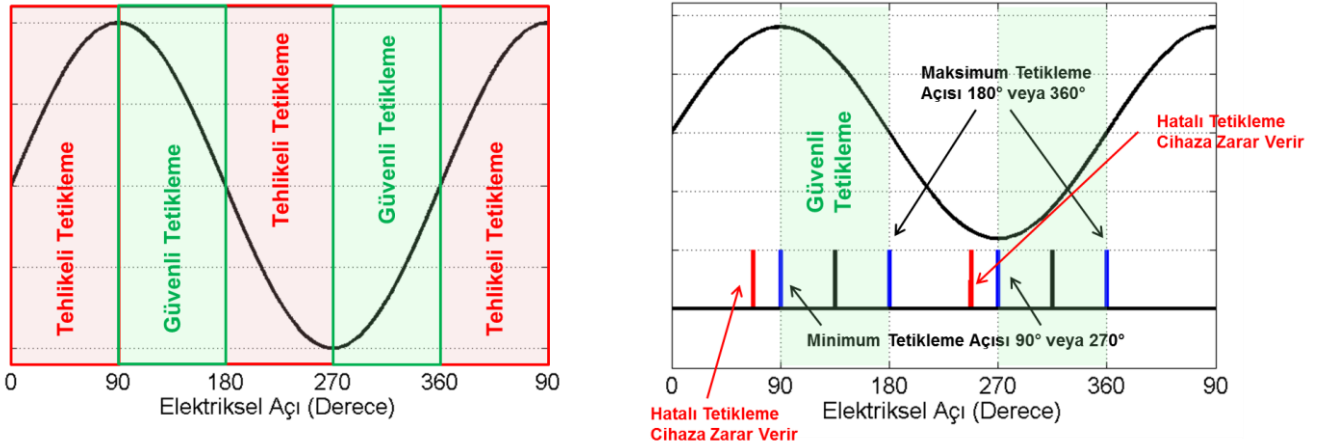 Tehlikeli Tetikleme
Güvenli Tetikleme
Tehlikeli Tetikleme
Güvenli Tetikleme
Tehlikeli Tetikleme
0 90 180 270 360 90
Elektriksel Açı (Derece)
Maksimum Tetikleme
Açısı 180° veya 360°
Hatalı Tetikleme
Cihaza Zarar Verir
Güvenli
Tetikleme
Minimum Tetikleme Açısı 90° veya 270°
0 90 180 270 360 90
Elektriksel Açı (Derece)
Hatalı Tetikleme
Cihaza Zarar Verir